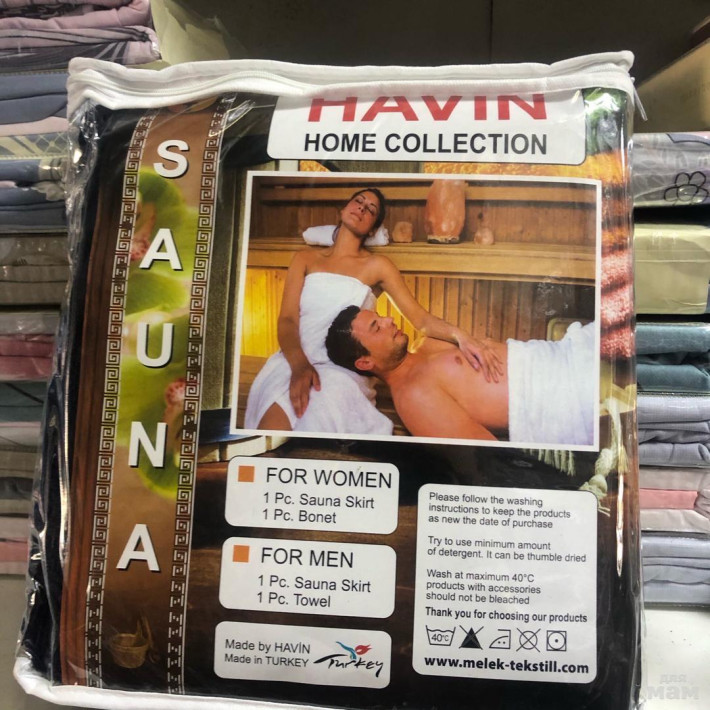 HAVIN
HOME COLLECTION
SAUNA
FOR WOMEN
1 Pc. Sauna Skirt
1 Pc. Bonet
FOR MEN
1 Pc. Sauna Skirt
1 Pc. Towel
Made by HAVİN
Made in TURKEY
Turkey
Please follow the washing
instructions to keep the products
as new the date of purchase
Try to use minimum amount
of detergent. It can be thumble dried
Wash at maximum 40°C
products with accessories
should not be bleached
Thank you for choosing our products
40°C
www.melek-tekstill.com
для
мам